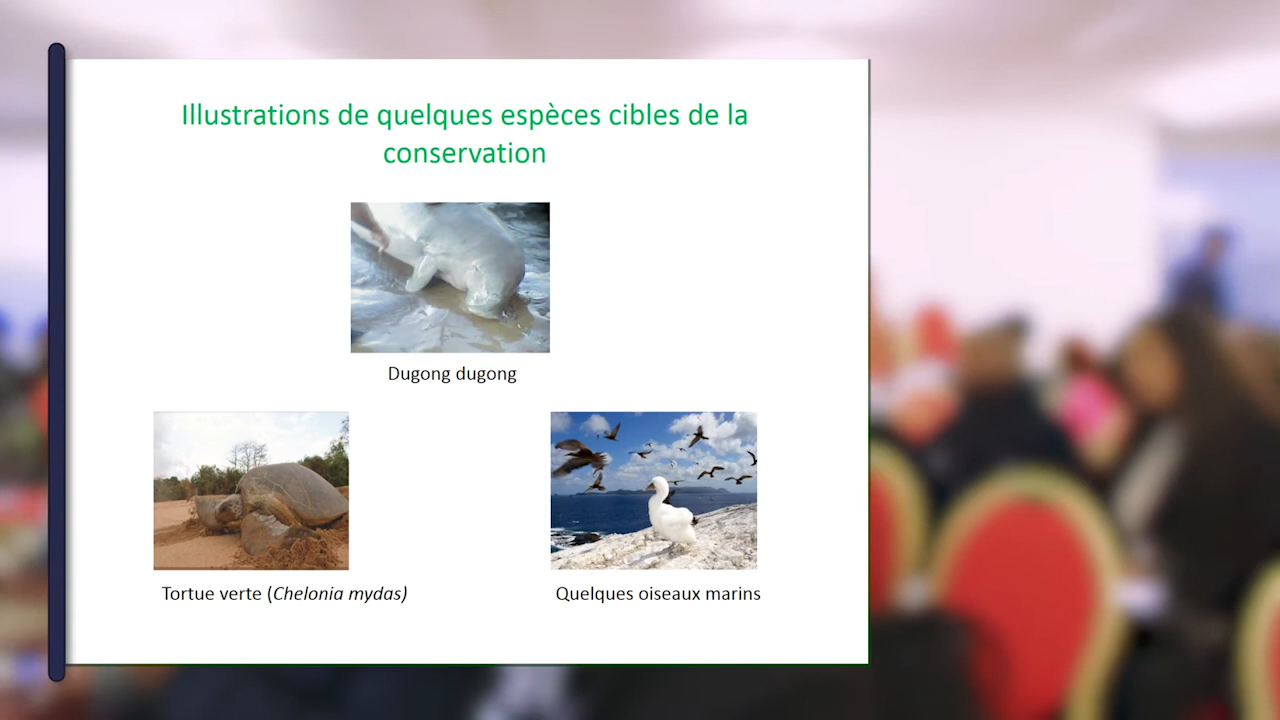 Illustrations de quelques espèces cibles de la
conservation
Dugong dugong
Tortue verte (Chelonia mydas)
Quelques oiseaux marins